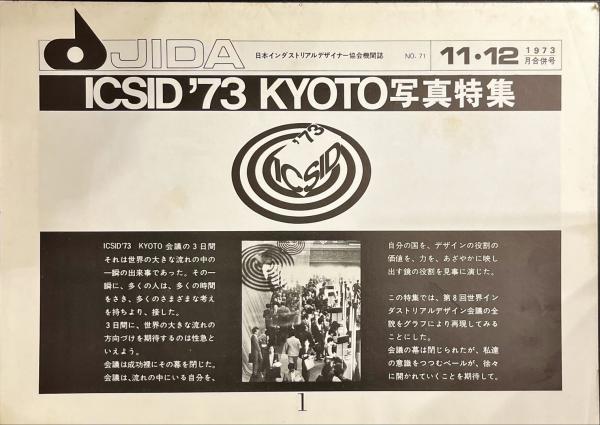 JIDA
日本インダストリアルデザイナー協会機関誌
NO. 71
11・12
1973
月合併号
ICSID '73 KYOTO写真特集
'73
ICSID
ICSID'73 KYOTO会議の3日間
それは世界の大きな流れの中の
一瞬の出来事であった。その一
瞬に、多くの人は、多くの時間
をさき、多くのさまざまな考え
を持ちより、接した。
3日間に、世界の大きな流れの
方向づけを期待するのは性急と
いえよう。
会議は成功裡にその幕を閉じた。
会議は、流れの中にいる自分を、
自分の国を、デザインの役割の
価値を、力を、あざやかに映し
出す鏡の役割を見事に演じた。
この特集では、第8回世界イン
ダストリアルデザイン会議の全
貌をグラフにより再現してみる
ことにした。
会議の幕は閉じられたが、私達
の意識をつつむベールが、徐々
に開かれていくことを期待して。
1